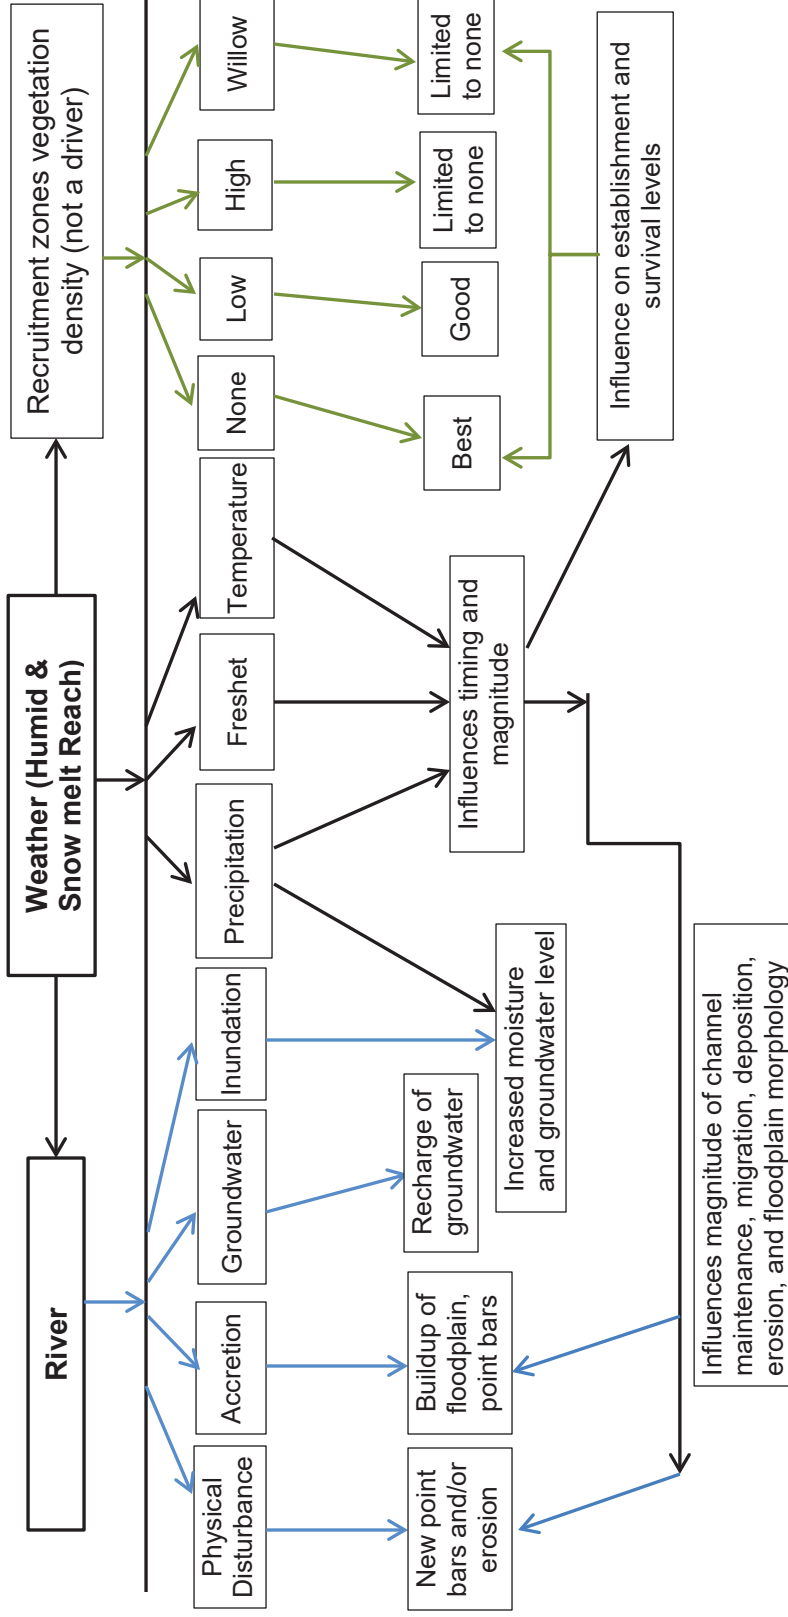 River
Weather (Humid &
Snow melt Reach)
Recruitment zones vegetation
density (not a driver)
Physical
Disturbance
Accretion
Groundwater
Inundation
Precipitation
Freshet
Temperature
None
Low
High
Willow
New point
bars and/or
erosion
Buildup of
floodplain,
point bars
Recharge of
groundwater
Increased moisture
and groundwater level
Influences timing and
magnitude
Best
Good
Limited
to none
Limited
to none
Influence on establishment and
survival levels
Influences magnitude of channel
maintenance, migration, deposition,
erosion, and floodplain morphology